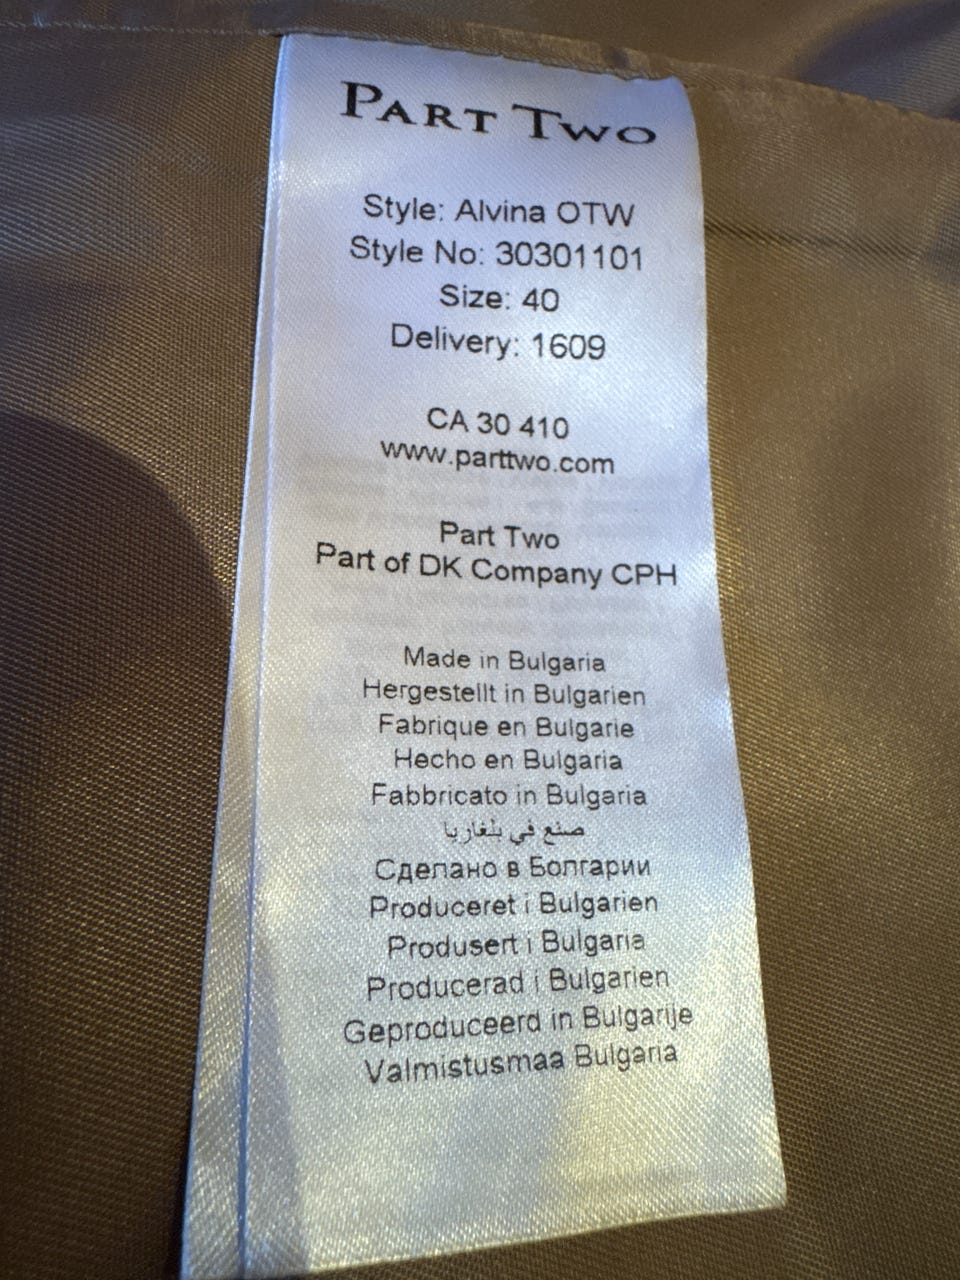 PART TWO
Style: Alvina OTW
Style No: 30301101
Size: 40
Delivery: 1609
CA 30 410
www.parttwo.com
Part Two
Part of DK Company CPH
Made in Bulgaria
Hergestellt in Bulgarien
Fabrique en Bulgarie
Hecho en Bulgaria
Fabbricato in Bulgaria
صنع في بلغاريا
Сделано в Болгарии
Produceret i Bulgarien
Produsert i Bulgaria
Producerad i Bulgarien
Geproduceerd in Bulgarije
Valmistusmaa Bulgaria